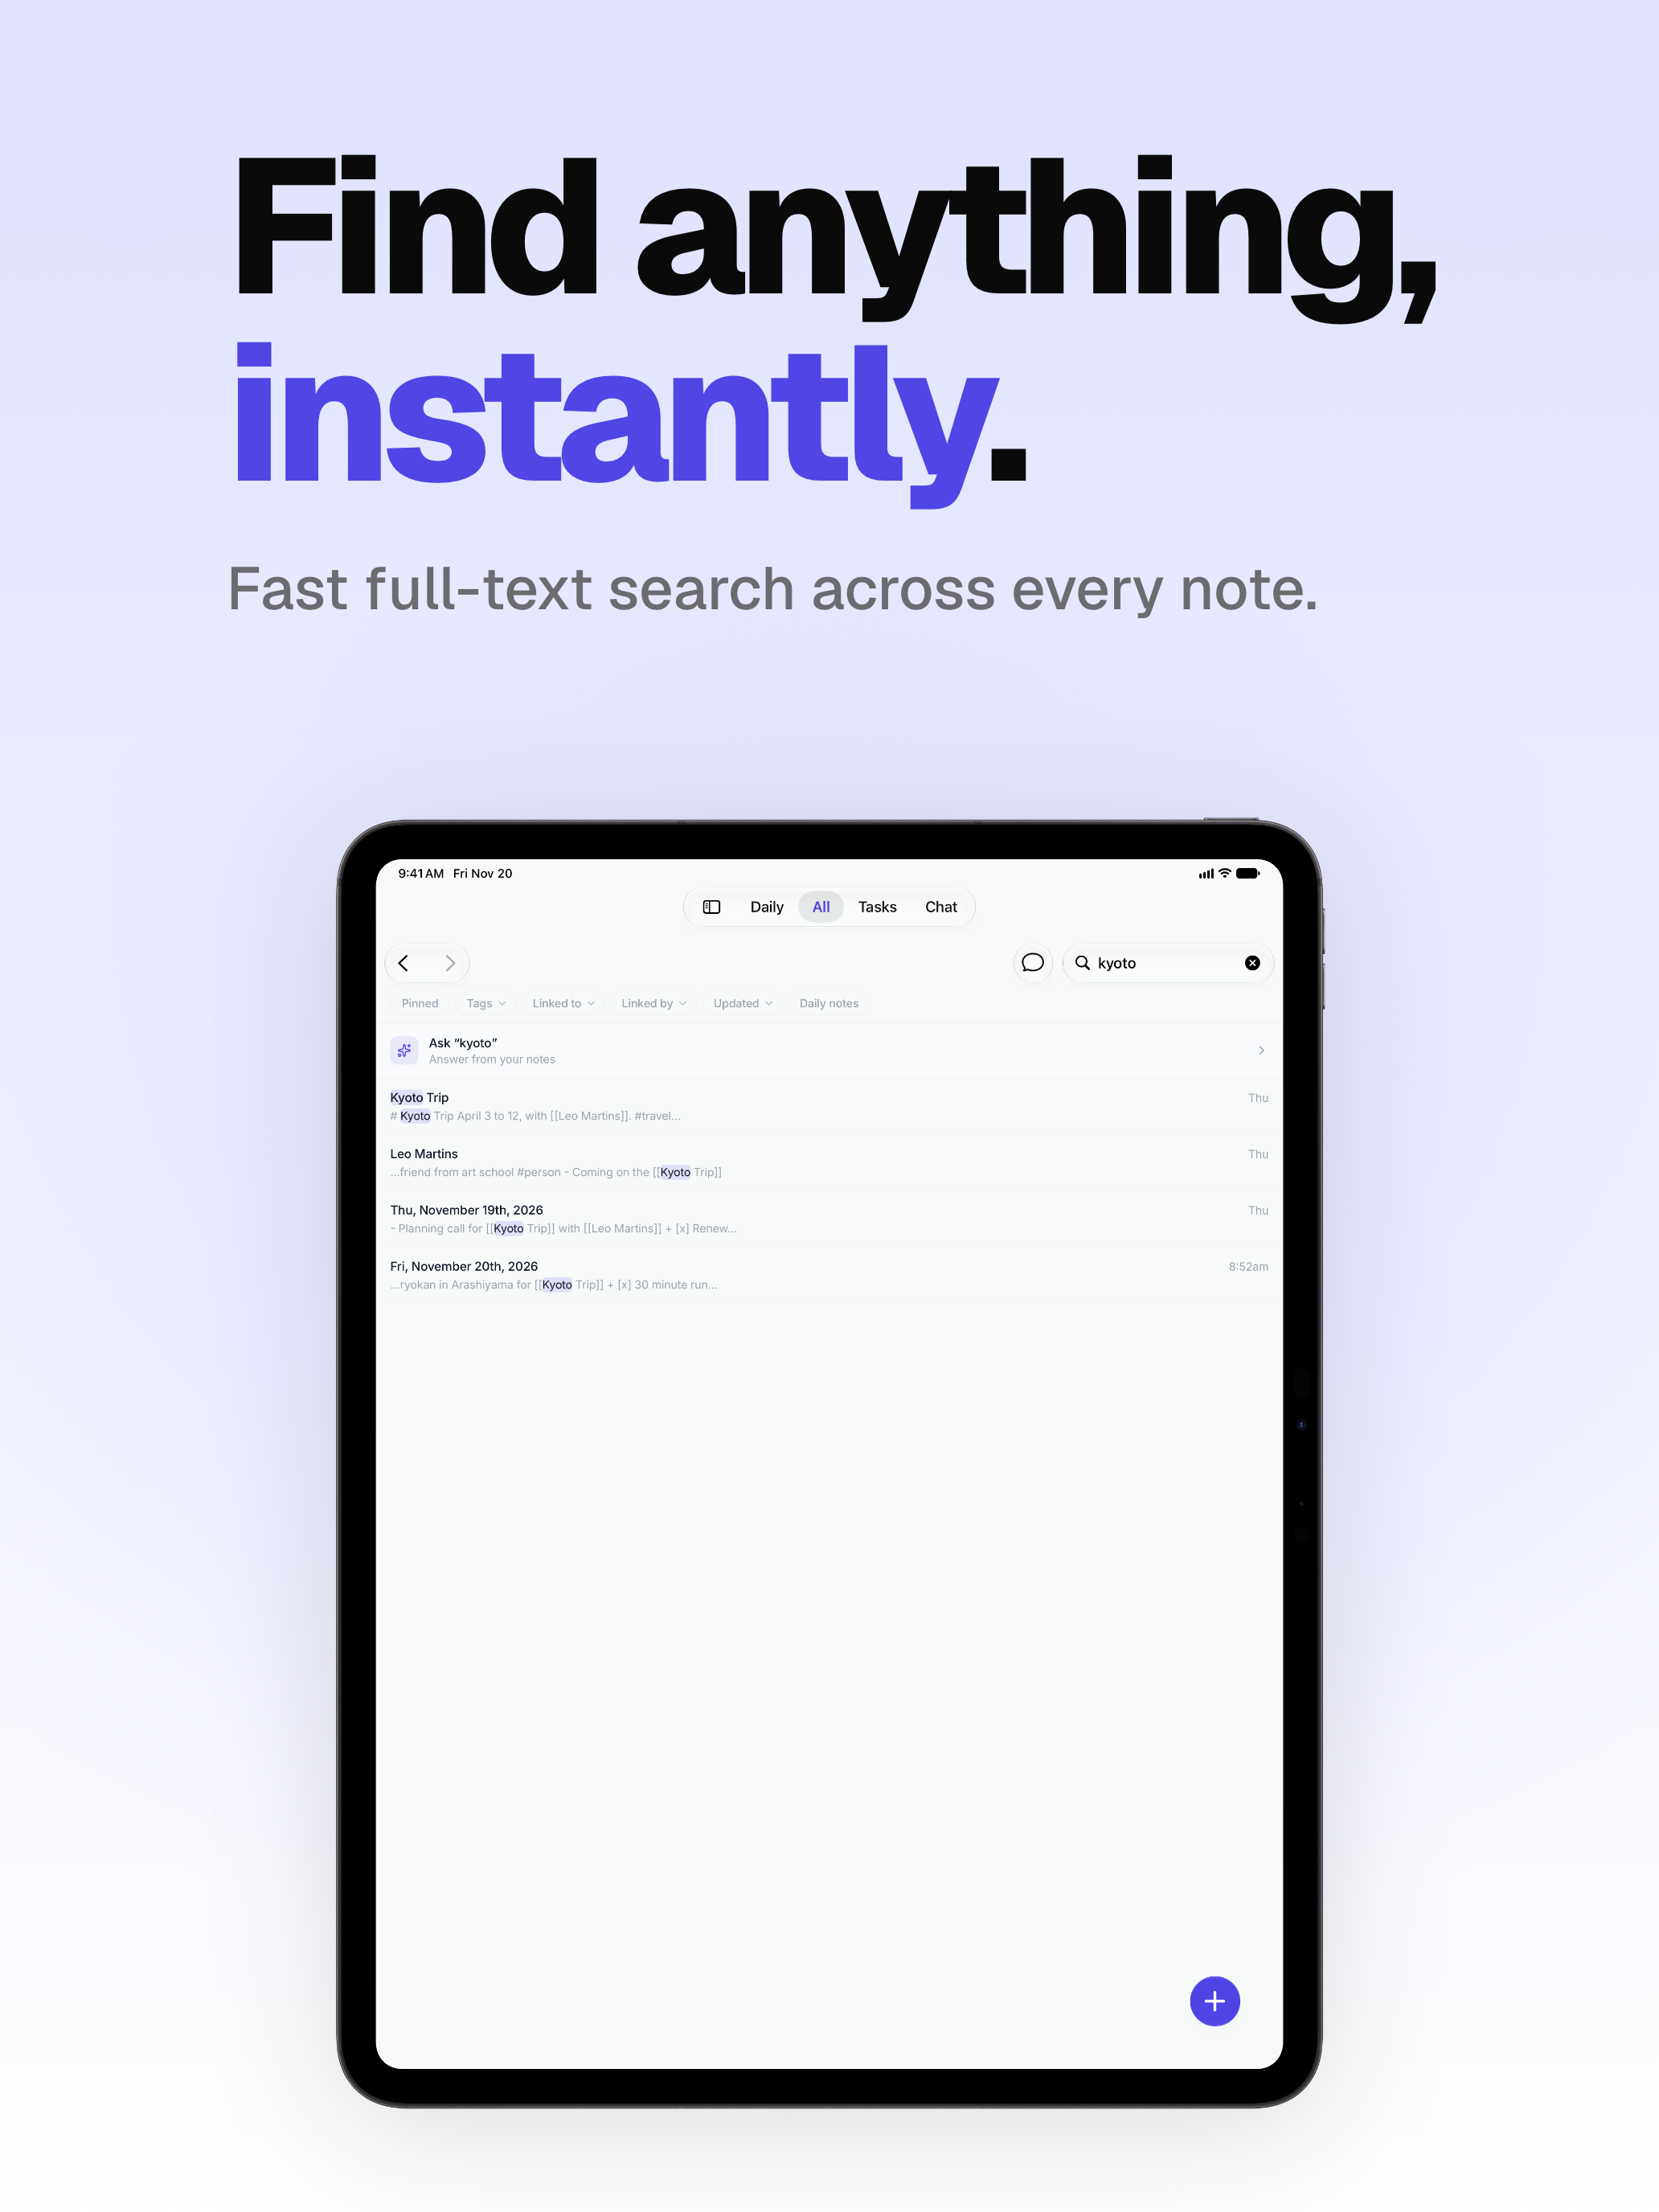 Find anything,
instantly.
Fast full-text search across every note.
9:41 AM Fri Nov 20
Daily All Tasks Chat
kyoto
Pinned Tags Linked to Linked by Updated Daily notes
Ask “kyoto”
Answer from your notes
Kyoto Trip Thu
# Kyoto Trip April 3 to 12, with [[Leo Martins]]. #travel...
Leo Martins Thu
...friend from art school #person - Coming on the [[Kyoto Trip]]
Thu, November 19th, 2026 Thu
- Planning call for [[Kyoto Trip]] with [[Leo Martins]] + [x] Renew...
Fri, November 20th, 2026 8:52am
...ryokan in Arashiyama for [[Kyoto Trip]] + [x] 30 minute run...